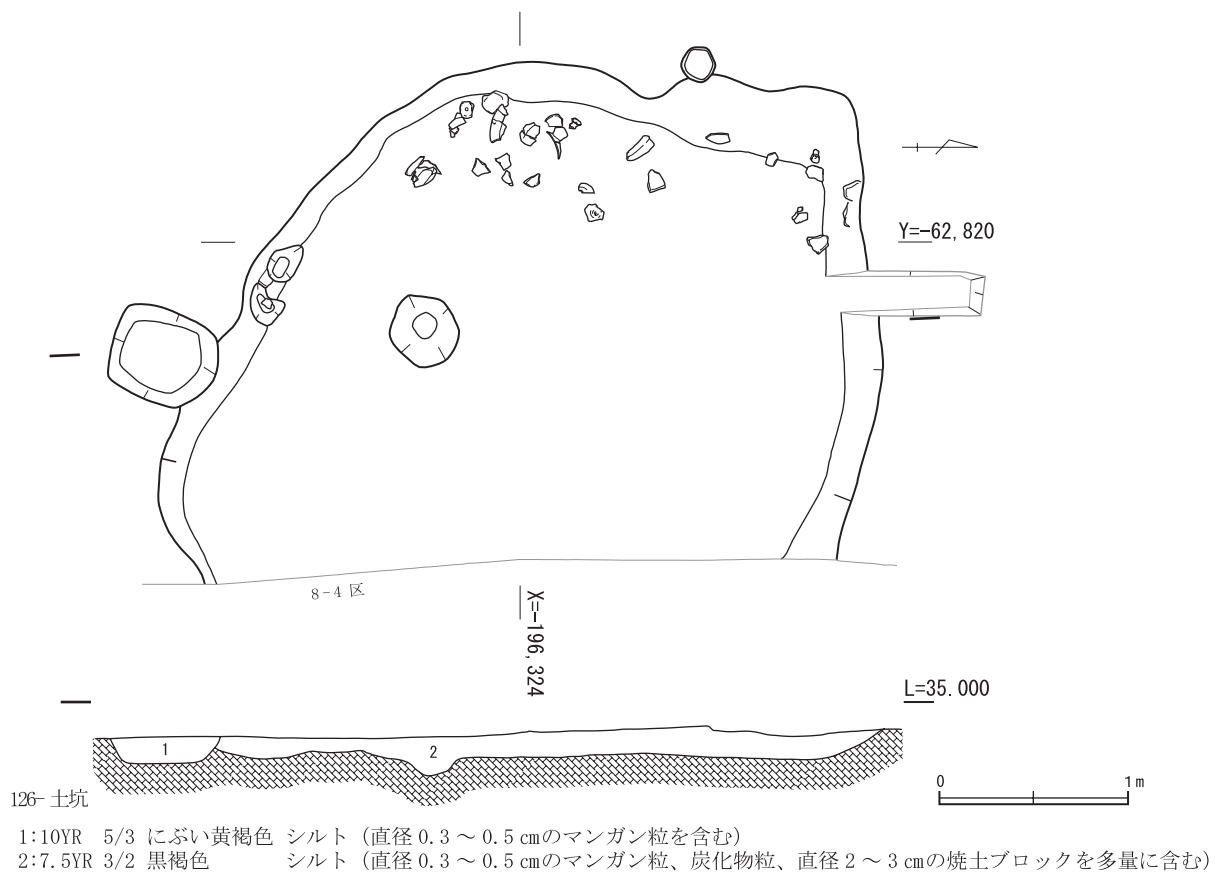 Y=-62,820
8-4 区
X=-196,324
L=35.000
1
2
0 1m
126-土坑
1:10YR 5/3 にぶい黄褐色 シルト（直径 0.3 ～ 0.5 ㎝のマンガン粒を含む）
2:7.5YR 3/2 黒褐色 シルト（直径 0.3 ～ 0.5 ㎝のマンガン粒、炭化物粒、直径 2 ～ 3 ㎝の焼土ブロックを多量に含む）